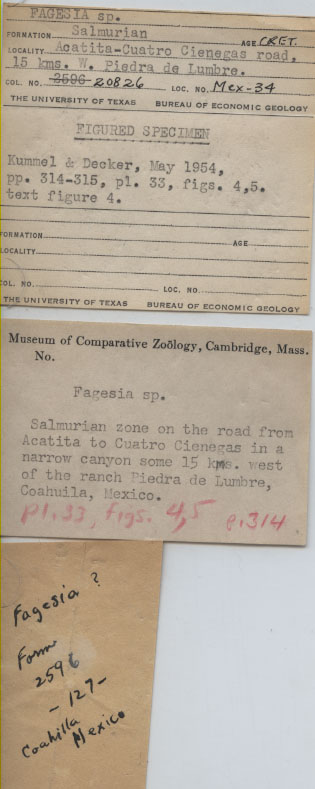 FAGESIA sp.
FORMATION Salmurian AGE CRET.
LOCALITY Acatita-Cuatro Cienegas road,
15 kms. W. Piedra de Lumbre.
COL. NO. 2596 20826 LOC. NO. Mex-34
THE UNIVERSITY OF TEXAS BUREAU OF ECONOMIC GEOLOGY
FIGURED SPECIMEN
Kummel & Decker, May 1954,
pp. 314-315, pl. 33, figs. 4,5.
text figure 4.
FORMATION AGE
LOCALITY
COL. NO. LOC. NO.
THE UNIVERSITY OF TEXAS BUREAU OF ECONOMIC GEOLOGY
Museum of Comparative Zoölogy, Cambridge, Mass.
No.
Fagesia sp.
Salmurian zone on the road from
Acatita to Cuatro Cienegas in a
narrow canyon some 15 kms. west
of the ranch Piedra de Lumbre,
Coahuila, Mexico.
pl. 33, figs. 4,5 p. 314
Fagesia ?
Form
2596
- 127 -
Coahilla
Mexico